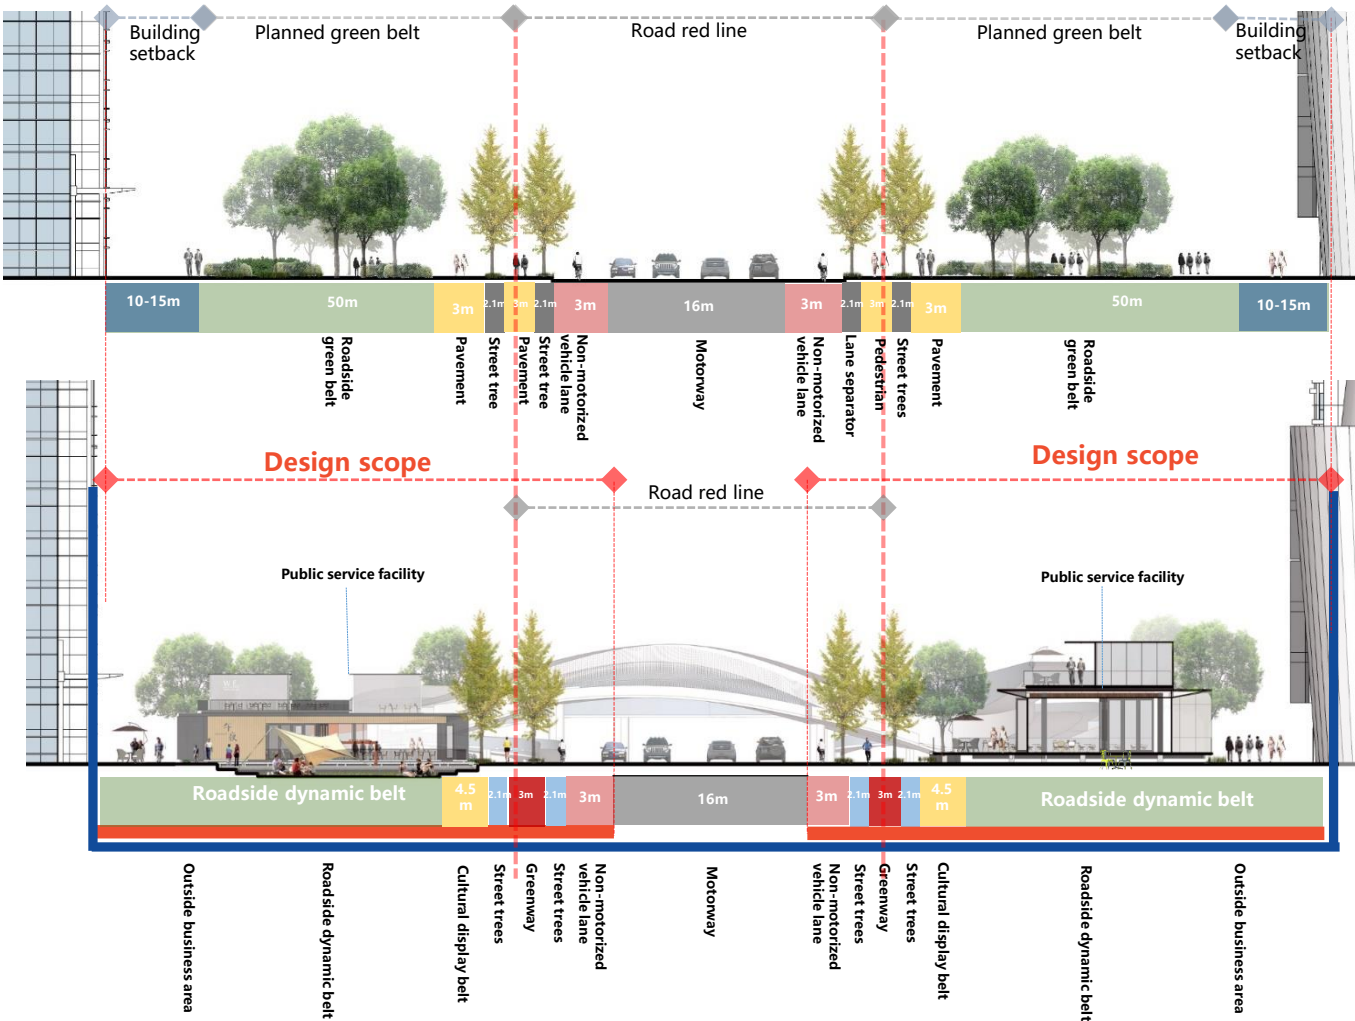 Building
setback
Planned green belt
Road red line
Planned green belt
Building
setback
10-15m
50m
3m
2.1m
3m
2.1m
3m
16m
3m
2.1m
3m
2.1m
3m
50m
10-15m
Roadside
green belt
Pavement
Street tree
Pavement
Street tree
Non-motorized
vehicle lane
Motorway
Non-motorized
vehicle lane
Lane separator
Pedestrian
Street trees
Pavement
Roadside
green belt
Design scope
Design scope
Road red line
Public service facility
Public service facility
Roadside dynamic belt
4.5
m
2.1m
3m
2.1m
3m
16m
3m
2.1m
3m
2.1m
4.5
m
Roadside dynamic belt
Outside business area
Roadside dynamic belt
Cultural display belt
Street trees
Greenway
Street trees
Non-motorized
vehicle lane
Motorway
Non-motorized
vehicle lane
Street trees
Greenway
Street trees
Cultural display belt
Roadside dynamic belt
Outside business area